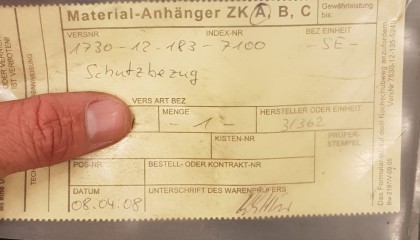 Material-Anhänger ZK A, B, C
Gewährleistung bis:
VERSNR INDEX-NR BEZ EINHEIT
1730-12-183-7100 -SE-
Schutzbezug
VERS ART BEZ
MENGE HERSTELLER ODER EINHEIT
-1- 3/362
KISTEN-NR PRÜFER-STEMPEL
POS-NR BESTELL- ODER KONTRAKT-NR
DATUM UNTERSCHRIFT DES WARENPRÜFERS
08.04.08